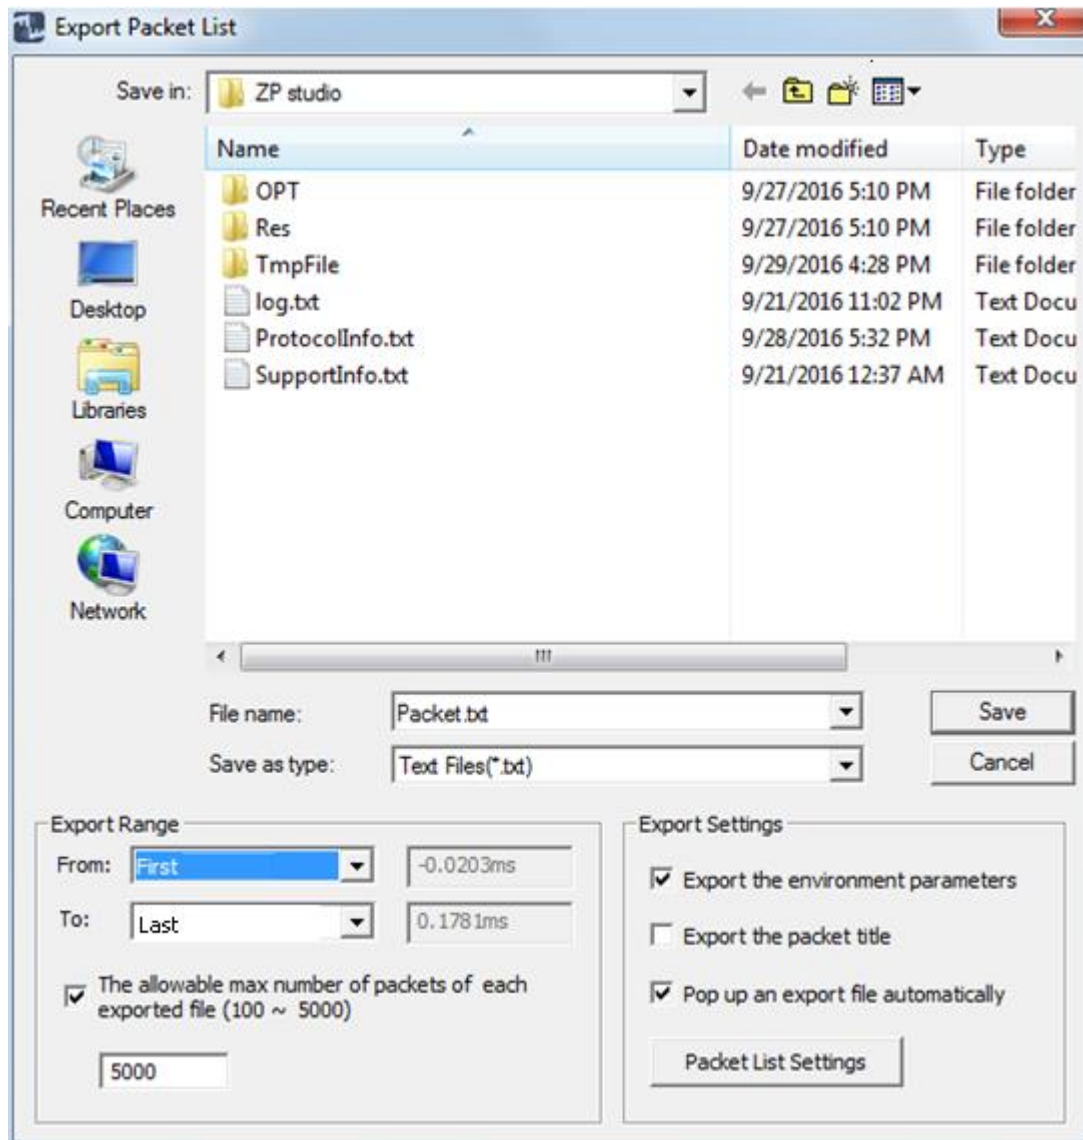 Export Packet List
Save in: ZP studio
Name Date modified Type
OPT 9/27/2016 5:10 PM File folder
Res 9/27/2016 5:10 PM File folder
TmpFile 9/29/2016 4:28 PM File folder
log.txt 9/21/2016 11:02 PM Text Docu
ProtocolInfo.txt 9/28/2016 5:32 PM Text Docu
SupportInfo.txt 9/21/2016 12:37 AM Text Docu
Recent Places
Desktop
Libraries
Computer
Network
File name: Packet.txt Save
Save as type: Text Files(*.txt) Cancel
Export Range
From: First -0.0203ms
To: Last 0.1781ms
The allowable max number of packets of each
exported file (100 ~ 5000)
5000
Export Settings
Export the environment parameters
Export the packet title
Pop up an export file automatically
Packet List Settings